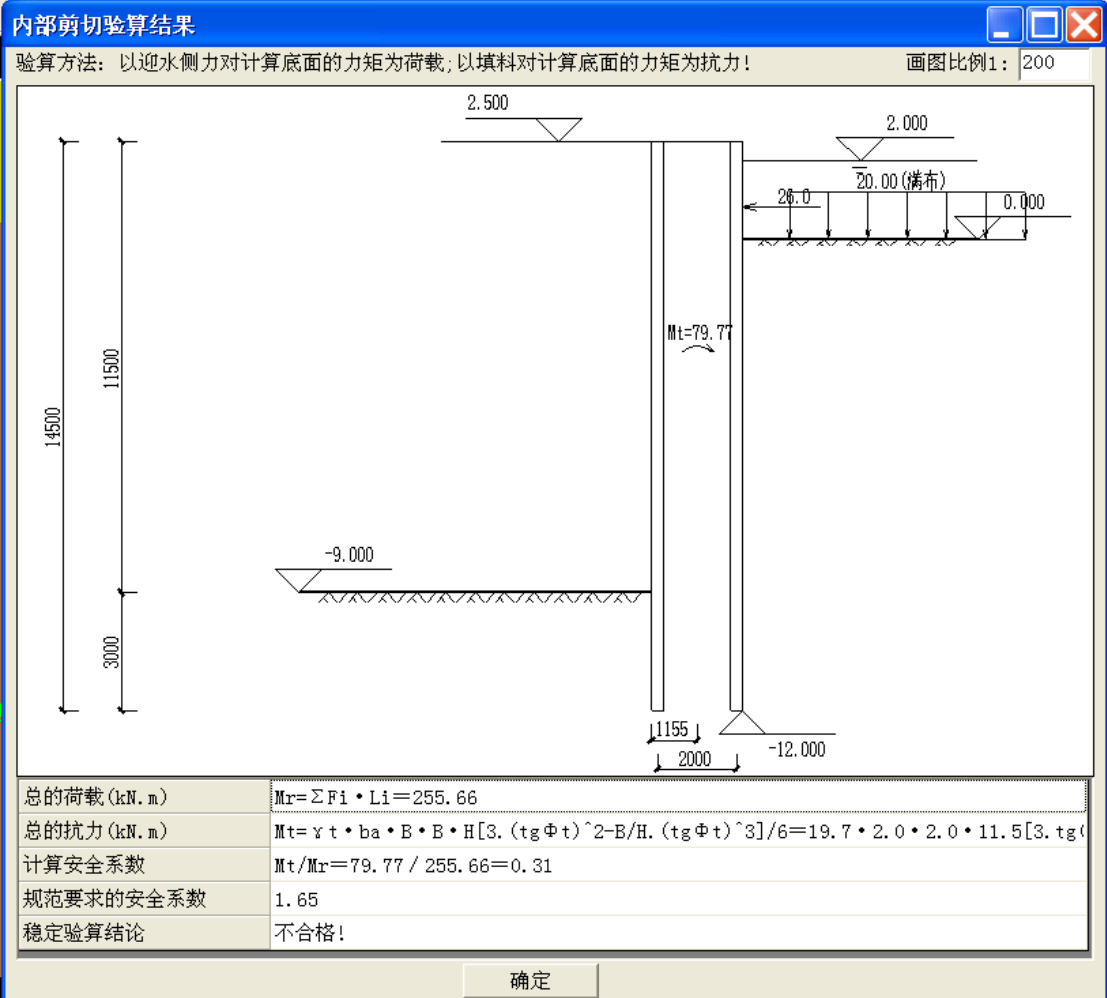 内部剪切验算结果
验算方法: 以迎水侧力对计算底面的力矩为荷载;以填料对计算底面的力矩为抗力!
画图比例1: 200
2.500
2.000
20.00(满布)
26.0
0.000
Mt=79.77
11500
14500
-9.000
3000
1155
2000
-12.000
总的荷载(kN.m) Mr=ΣFi•Li=255.66
总的抗力(kN.m) Mt=γt•ba•B•B•H[3.(tgΦt)^2-B/H.(tgΦt)^3]/6=19.7•2.0•2.0•11.5[3.tg(
计算安全系数 Mt/Mr=79.77/255.66=0.31
规范要求的安全系数 1.65
稳定验算结论 不合格!
确定